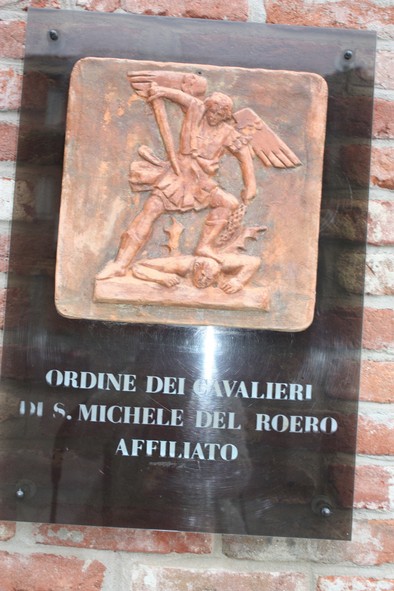 ORDINE DEI CAVALIERI
DI S. MICHELE DEL ROERO
AFFILIATO